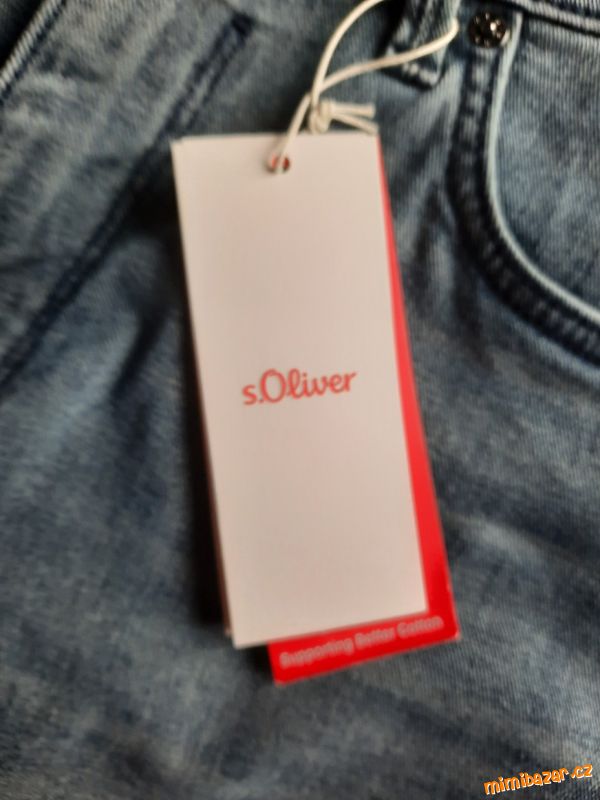 s.Oliver
Supporting Better Cotton
mimibazar.cz